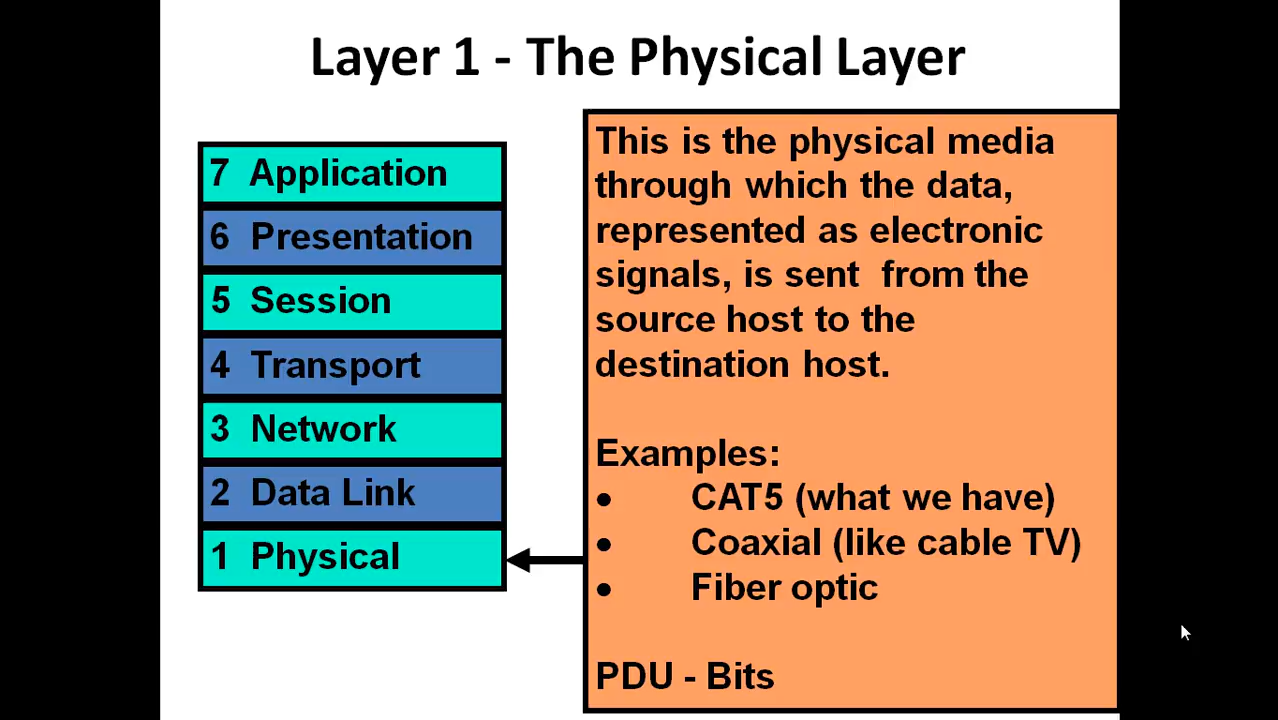 Layer 1 - The Physical Layer
7 Application
6 Presentation
5 Session
4 Transport
3 Network
2 Data Link
1 Physical
This is the physical media
through which the data,
represented as electronic
signals, is sent from the
source host to the
destination host.
Examples:
• CAT5 (what we have)
• Coaxial (like cable TV)
• Fiber optic
PDU - Bits